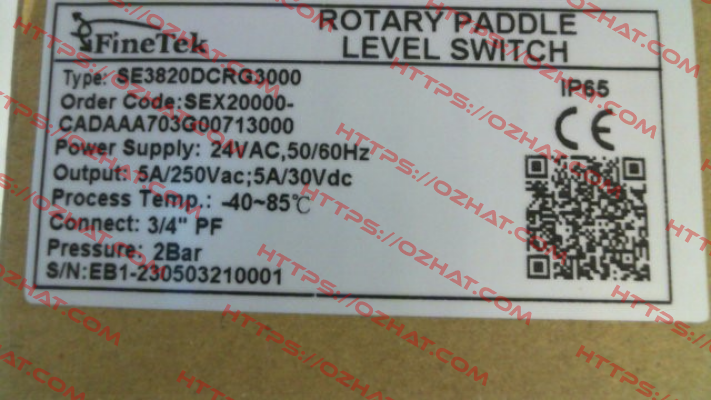 FineTek
ROTARY PADDLE
LEVEL SWITCH
Type: SE3820DCRG3000
Order Code:SEX20000-
CADAAA703G00713000
Power Supply: 24VAC,50/60Hz
Output: 5A/250Vac;5A/30Vdc
Process Temp.: -40~85℃
Connect: 3/4" PF
Pressure: 2Bar
S/N:EB1-230503210001
IP65
CE
HTTPS://OZHAT.COM